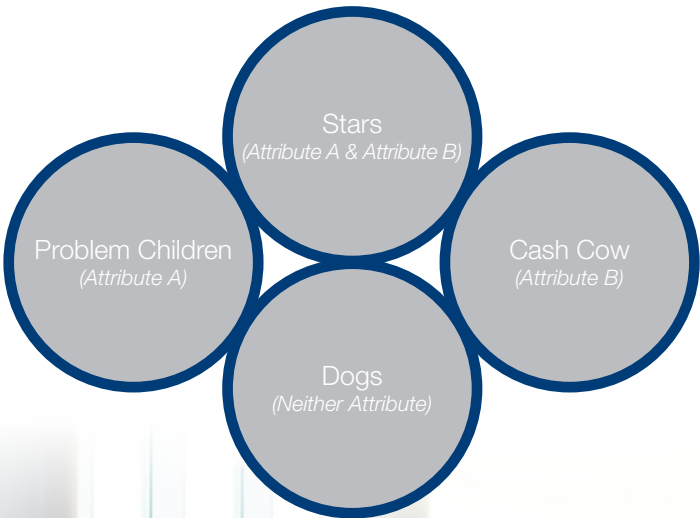 Stars
(Attribute A & Attribute B)
Problem Children
(Attribute A)
Cash Cow
(Attribute B)
Dogs
(Neither Attribute)